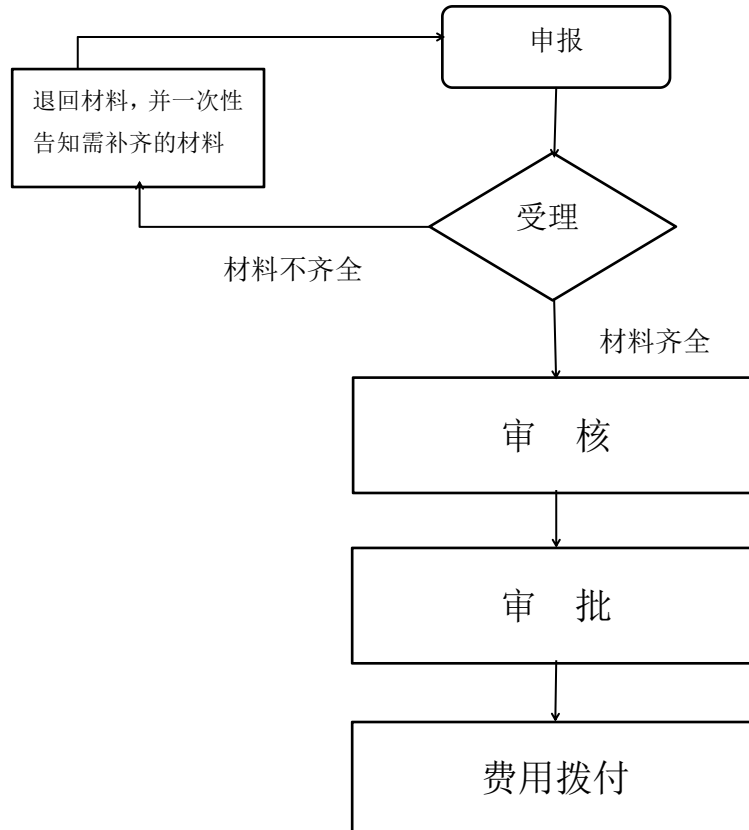 申报
退回材料，并一次性
告知需补齐的材料
受理
材料不齐全
材料齐全
审 核
审 批
费用拨付